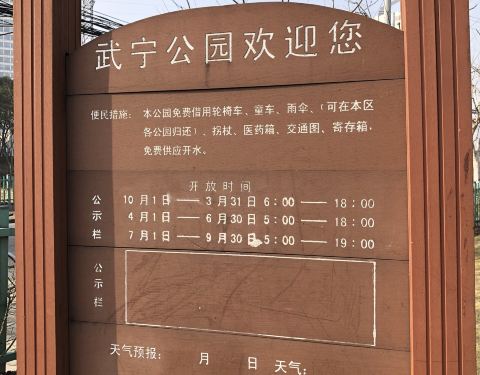 武宁公园欢迎您
便民措施： 本公园免费借用轮椅车、童车、雨伞、（可在本区
各公园归还）、拐杖、医药箱、交通图、寄存箱，
免费供应开水。
开放时间
公示栏
10月1日 —— 3月31日 6：00 —— 18：00
4月1日 —— 6月30日 5：00 —— 18：00
7月1日 —— 9月30日 5：00 —— 19：00
公示栏
天气预报： 月 日 天气：